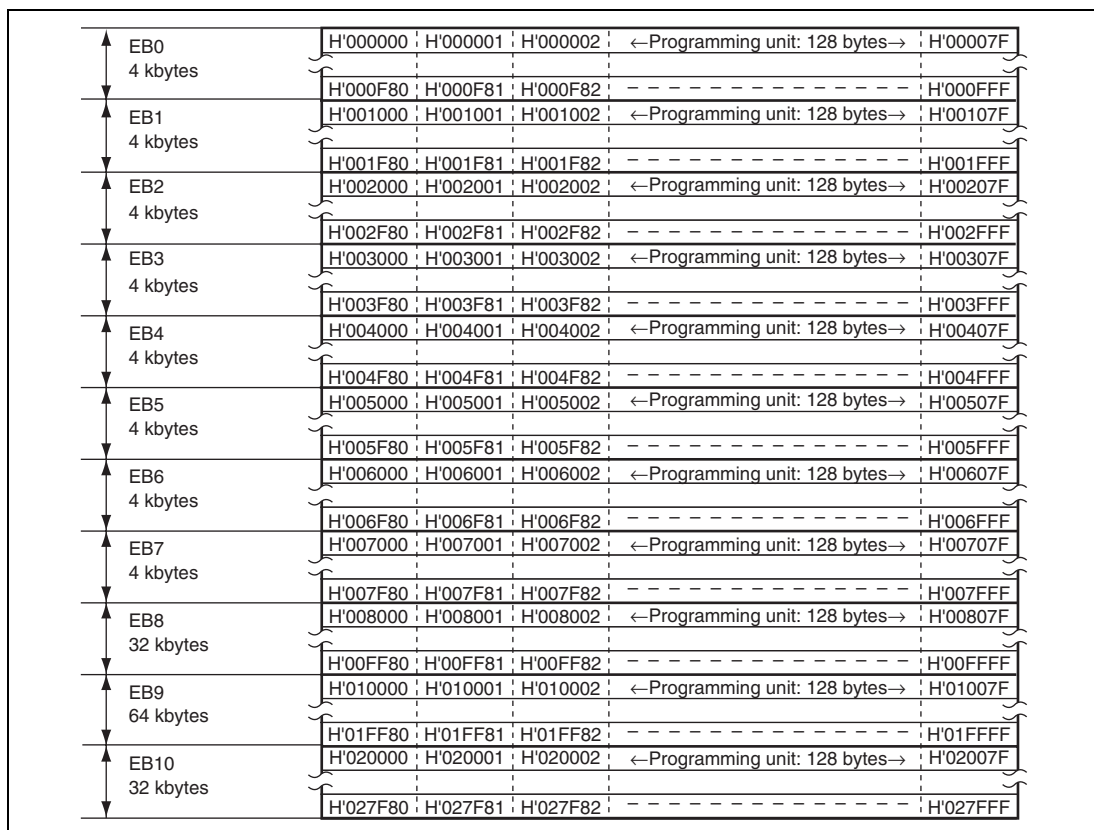 EB0 H'000000 H'000001 H'000002 ←Programming unit: 128 bytes→ H'00007F
4 kbytes
H'000F80 H'000F81 H'000F82 – – – – – – – – – – – – – – H'000FFF
EB1 H'001000 H'001001 H'001002 ←Programming unit: 128 bytes→ H'00107F
4 kbytes
H'001F80 H'001F81 H'001F82 – – – – – – – – – – – – – – H'001FFF
EB2 H'002000 H'002001 H'002002 ←Programming unit: 128 bytes→ H'00207F
4 kbytes
H'002F80 H'002F81 H'002F82 – – – – – – – – – – – – – – H'002FFF
EB3 H'003000 H'003001 H'003002 ←Programming unit: 128 bytes→ H'00307F
4 kbytes
H'003F80 H'003F81 H'003F82 – – – – – – – – – – – – – – H'003FFF
EB4 H'004000 H'004001 H'004002 ←Programming unit: 128 bytes→ H'00407F
4 kbytes
H'004F80 H'004F81 H'004F82 – – – – – – – – – – – – – – H'004FFF
EB5 H'005000 H'005001 H'005002 ←Programming unit: 128 bytes→ H'00507F
4 kbytes
H'005F80 H'005F81 H'005F82 – – – – – – – – – – – – – – H'005FFF
EB6 H'006000 H'006001 H'006002 ←Programming unit: 128 bytes→ H'00607F
4 kbytes
H'006F80 H'006F81 H'006F82 – – – – – – – – – – – – – – H'006FFF
EB7 H'007000 H'007001 H'007002 ←Programming unit: 128 bytes→ H'00707F
4 kbytes
H'007F80 H'007F81 H'007F82 – – – – – – – – – – – – – – H'007FFF
EB8 H'008000 H'008001 H'008002 ←Programming unit: 128 bytes→ H'00807F
32 kbytes
H'00FF80 H'00FF81 H'00FF82 – – – – – – – – – – – – – – H'00FFFF
EB9 H'010000 H'010001 H'010002 ←Programming unit: 128 bytes→ H'01007F
64 kbytes
H'01FF80 H'01FF81 H'01FF82 – – – – – – – – – – – – – – H'01FFFF
EB10 H'020000 H'020001 H'020002 ←Programming unit: 128 bytes→ H'02007F
32 kbytes
H'027F80 H'027F81 H'027F82 – – – – – – – – – – – – – – H'027FFF